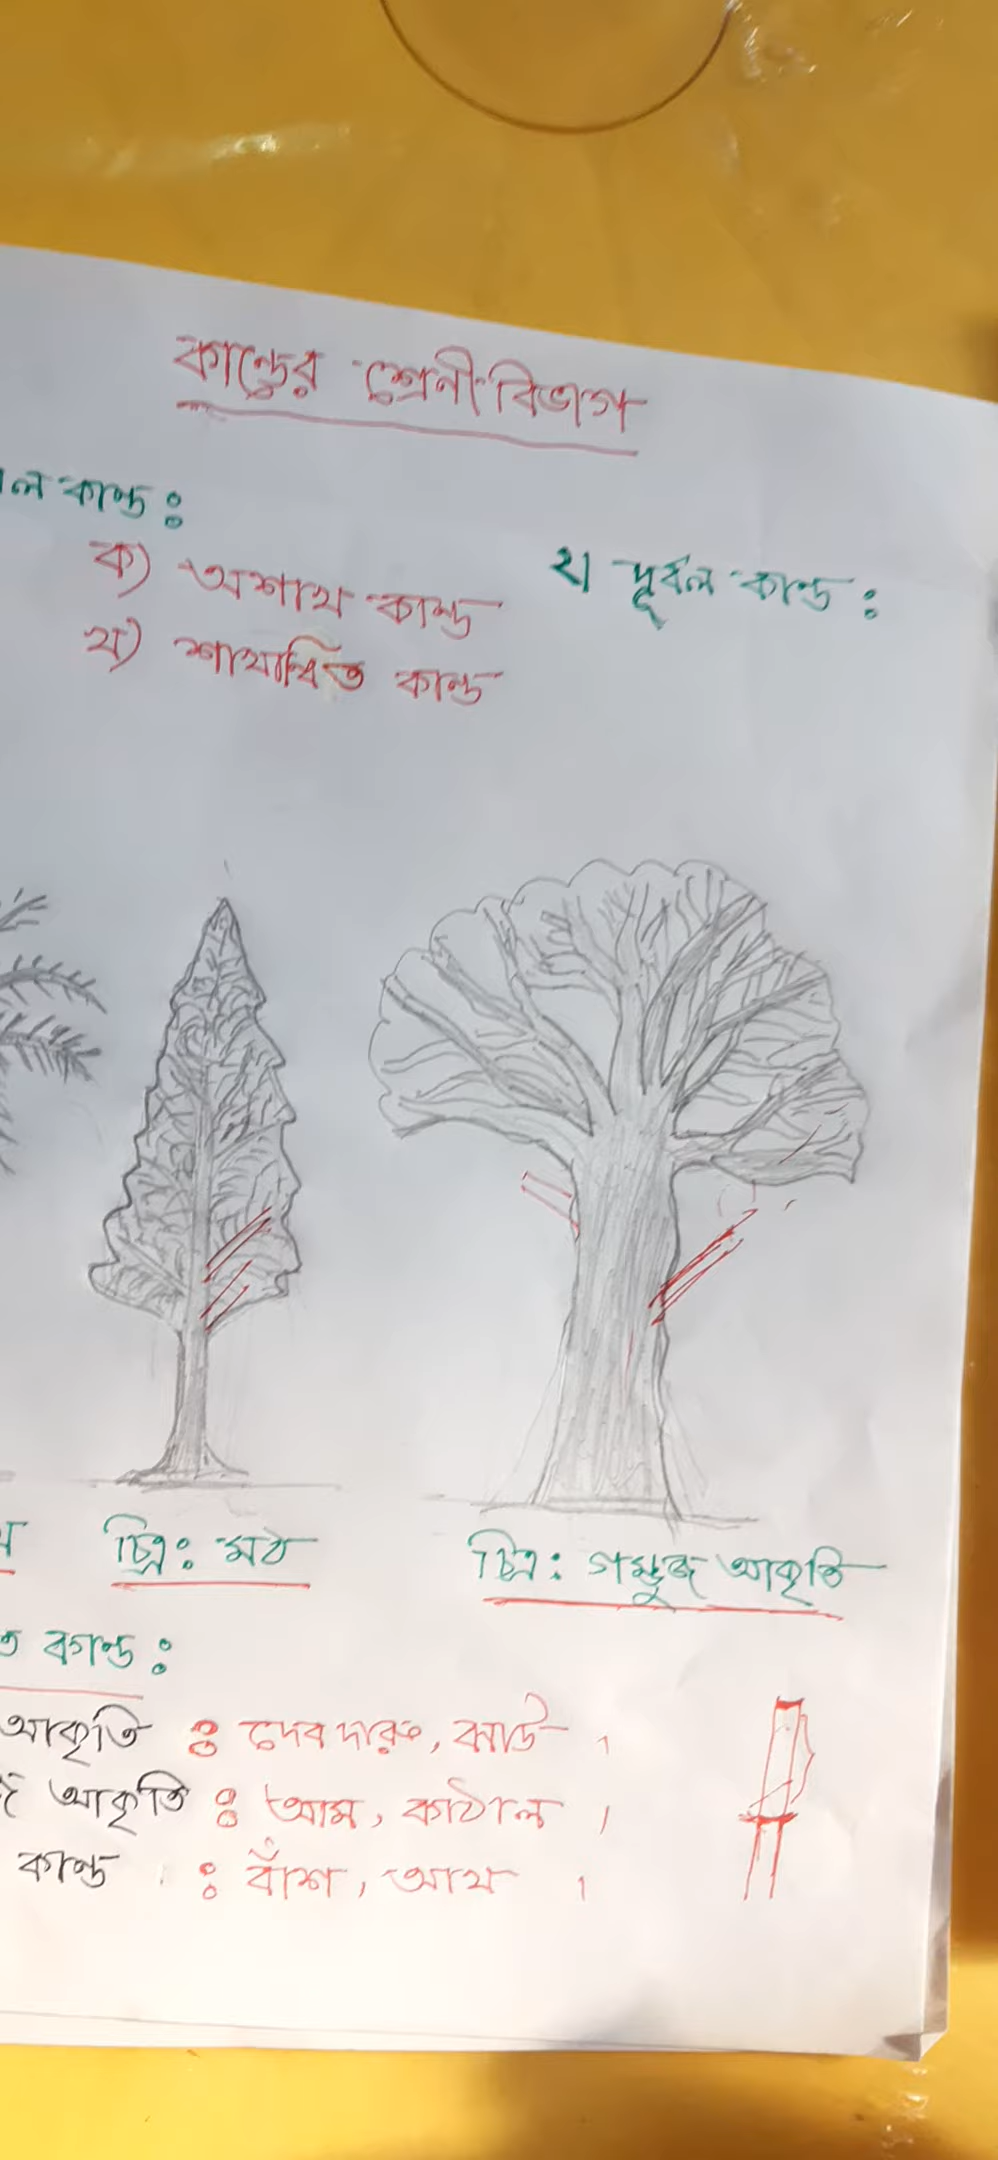 কান্ডের শ্রেনীবিভাগ
ল কান্ড ঃ
ক) অশাখ কান্ড
খ) শাখান্বিত কান্ড
২। দূর্বল কান্ড ঃ
চিত্র ঃ মঠ
চিত্র ঃ গম্বুজ আকৃতি
ত কান্ড ঃ
আকৃতি ঃ দেবদারু, ঝাউ ।
জ আকৃতি ঃ আম, কাঠাল ।
কান্ড ঃ বাঁশ, আখ ।